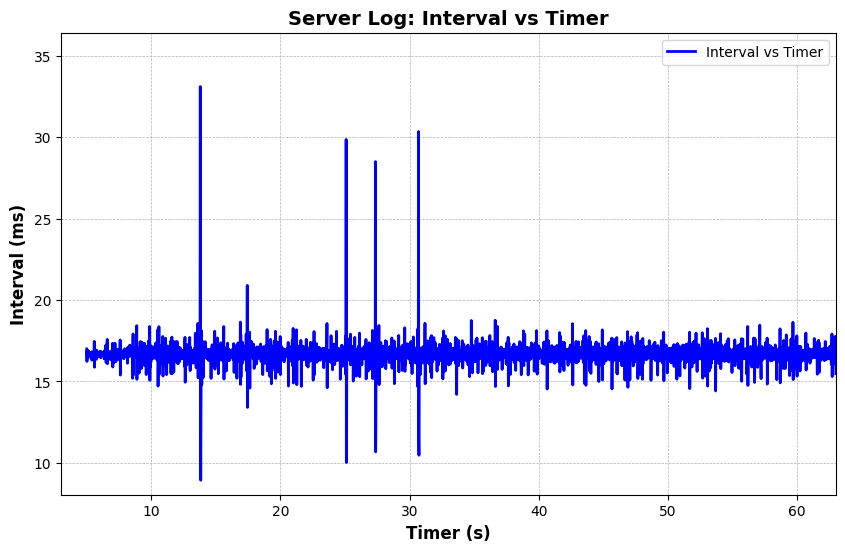 Server Log: Interval vs Timer
Interval vs Timer
35
30
25
20
15
10
Interval (ms)
10 20 30 40 50 60
Timer (s)